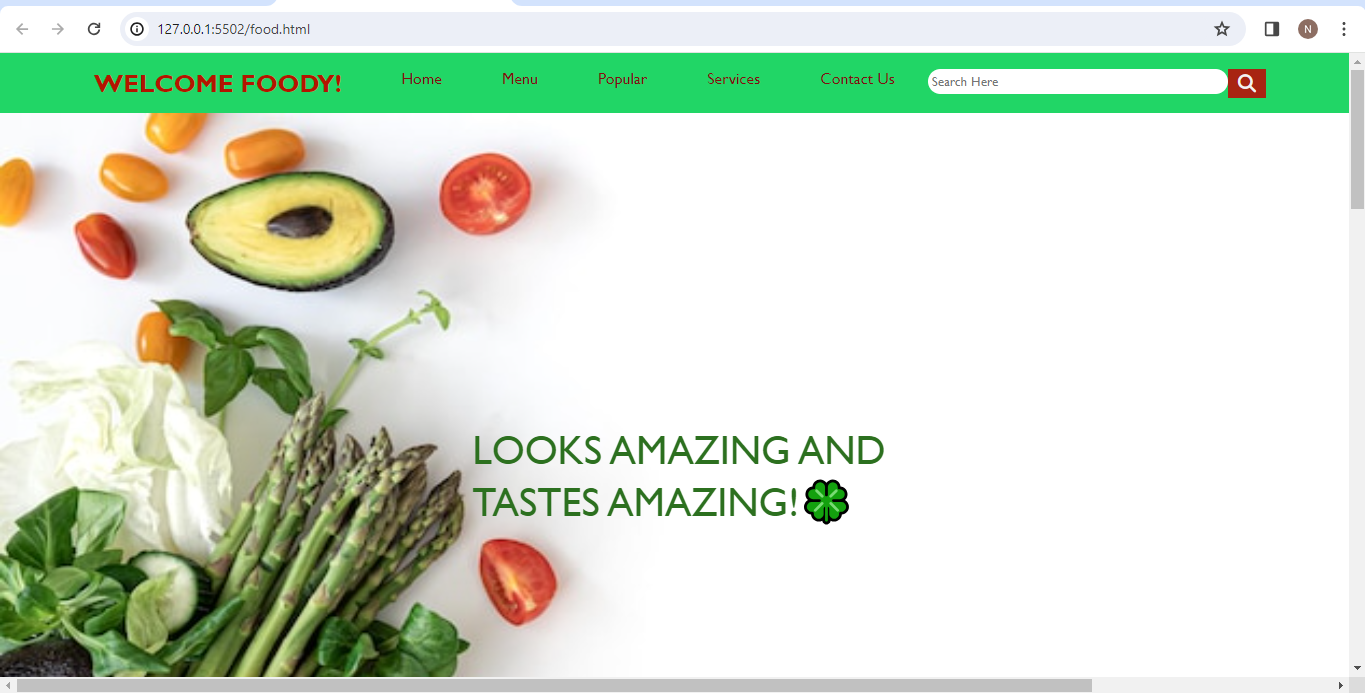 127.0.0.1:5502/food.html
N
WELCOME FOODY!
Home
Menu
Popular
Services
Contact Us
Search Here
LOOKS AMAZING AND
TASTES AMAZING!🍀